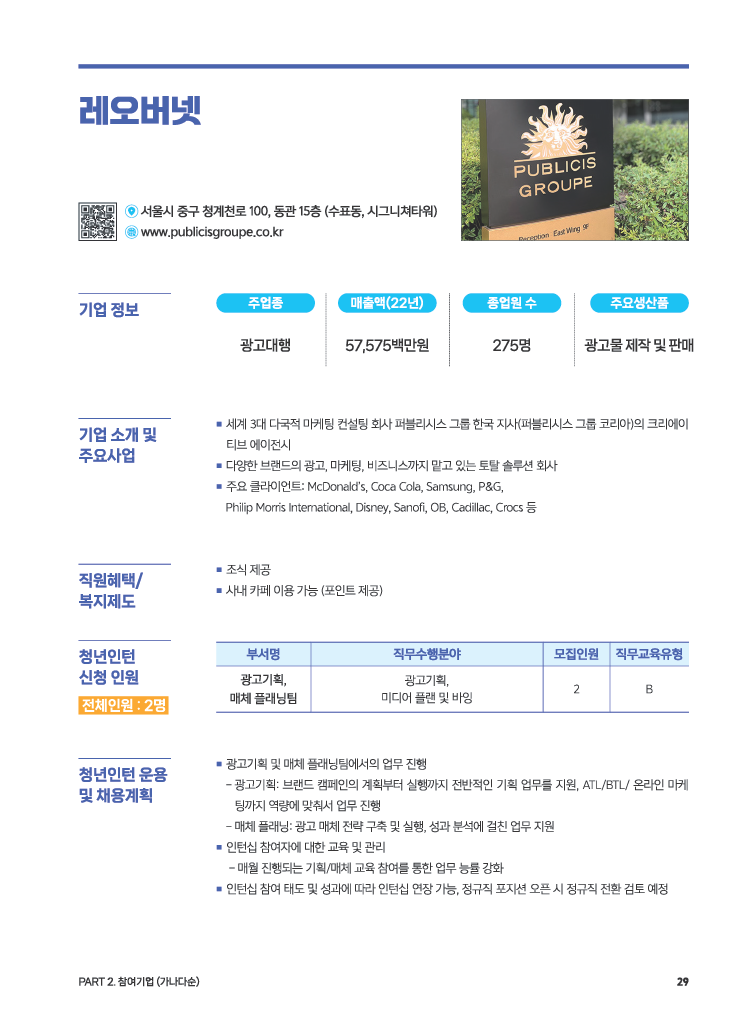 레오버넷
PUBLICIS
GROUPE
Reception East Wing 9F
서울시 중구 청계천로 100, 동관 15층 (수표동, 시그니쳐타워)
www.publicisgroupe.co.kr
기업 정보
주업종 매출액(22년) 종업원 수 주요생산품
광고대행 57,575백만원 275명 광고물 제작 및 판매
기업 소개 및
주요사업
■ 세계 3대 다국적 마케팅 컨설팅 회사 퍼블리시스 그룹 한국 지사(퍼블리시스 그룹 코리아)의 크리에이
티브 에이전시
■ 다양한 브랜드의 광고, 마케팅, 비즈니스까지 맡고 있는 토탈 솔루션 회사
■ 주요 클라이언트: McDonald's, Coca Cola, Samsung, P&G,
Philip Morris International, Disney, Sanofi, OB, Cadillac, Crocs 등
직원혜택/
복지제도
■ 조식 제공
■ 사내 카페 이용 가능 (포인트 제공)
청년인턴
신청 인원
전체인원 : 2명
부서명 직무수행분야 모집인원 직무교육유형
광고기획,
매체 플래닝팀
광고기획,
미디어 플랜 및 바잉
2 B
청년인턴 운용
및 채용계획
■ 광고기획 및 매체 플래닝팀에서의 업무 진행
– 광고기획: 브랜드 캠페인의 계획부터 실행까지 전반적인 기획 업무를 지원, ATL/BTL/ 온라인 마케
팅까지 역량에 맞춰서 업무 진행
– 매체 플래닝: 광고 매체 전략 구축 및 실행, 성과 분석에 걸친 업무 지원
■ 인턴십 참여자에 대한 교육 및 관리
– 매월 진행되는 기획/매체 교육 참여를 통한 업무 능률 강화
■ 인턴십 참여 태도 및 성과에 따라 인턴십 연장 가능, 정규직 포지션 오픈 시 정규직 전환 검토 예정
PART 2. 참여기업 (가나다순)
29